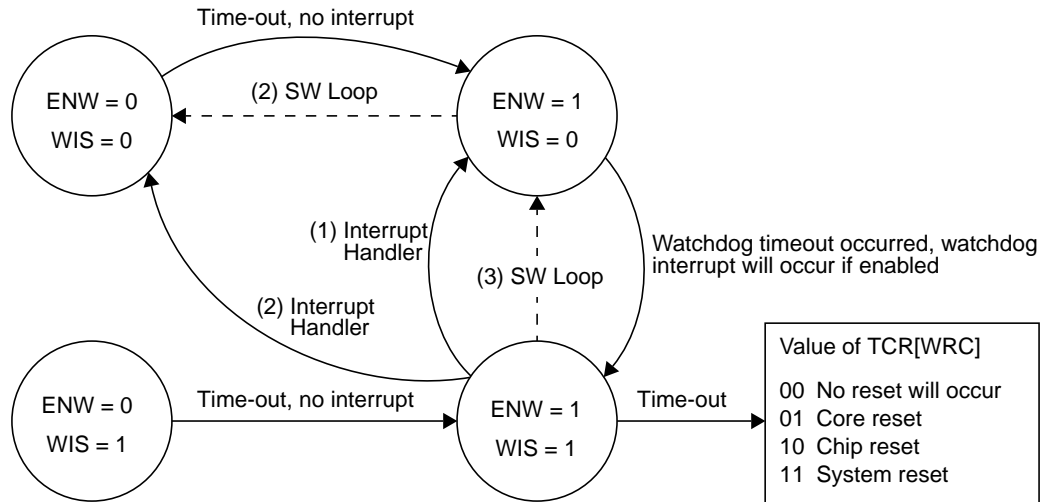 Time-out, no interrupt
ENW = 0
WIS = 0
(2) SW Loop
ENW = 1
WIS = 0
(1) Interrupt
Handler
(3) SW Loop
Watchdog timeout occurred, watchdog
interrupt will occur if enabled
(2) Interrupt
Handler
ENW = 0
WIS = 1
Time-out, no interrupt
ENW = 1
WIS = 1
Time-out
Value of TCR[WRC]
00 No reset will occur
01 Core reset
10 Chip reset
11 System reset